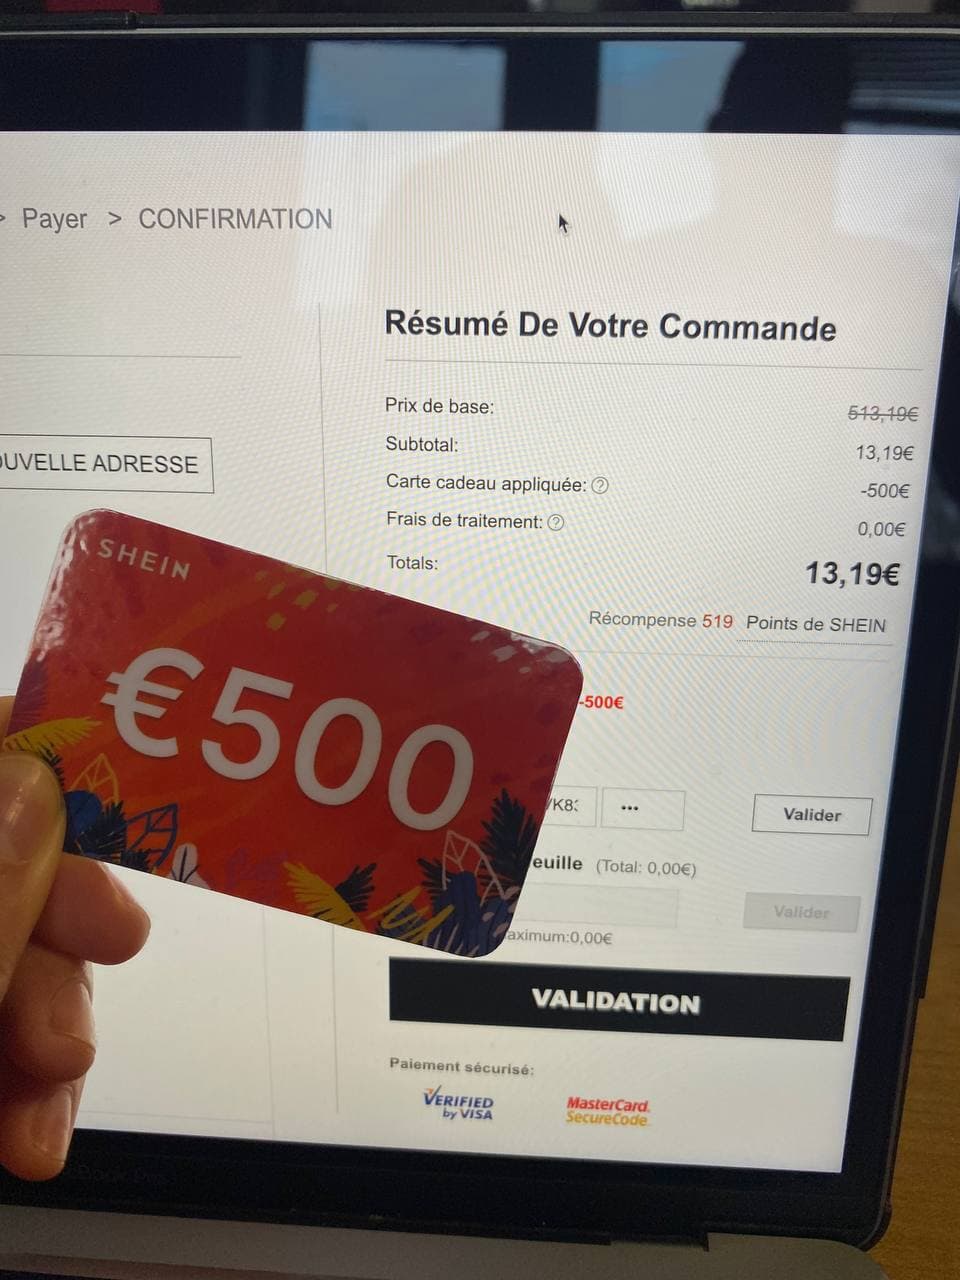 > Payer > CONFIRMATION
Résumé De Votre Commande
Prix de base: 513,19€
Subtotal: 13,19€
Carte cadeau appliquée: ? -500€
Frais de traitement: ? 0,00€
Totals: 13,19€
Récompense 519 Points de SHEIN
OUVELLE ADRESSE
SHEIN
€500
-500€
/K83
•••
Valider
euille (Total: 0,00€)
Valider
aximum:0,00€
VALIDATION
Paiement sécurisé:
VERIFIED
by VISA
MasterCard.
SecureCode.